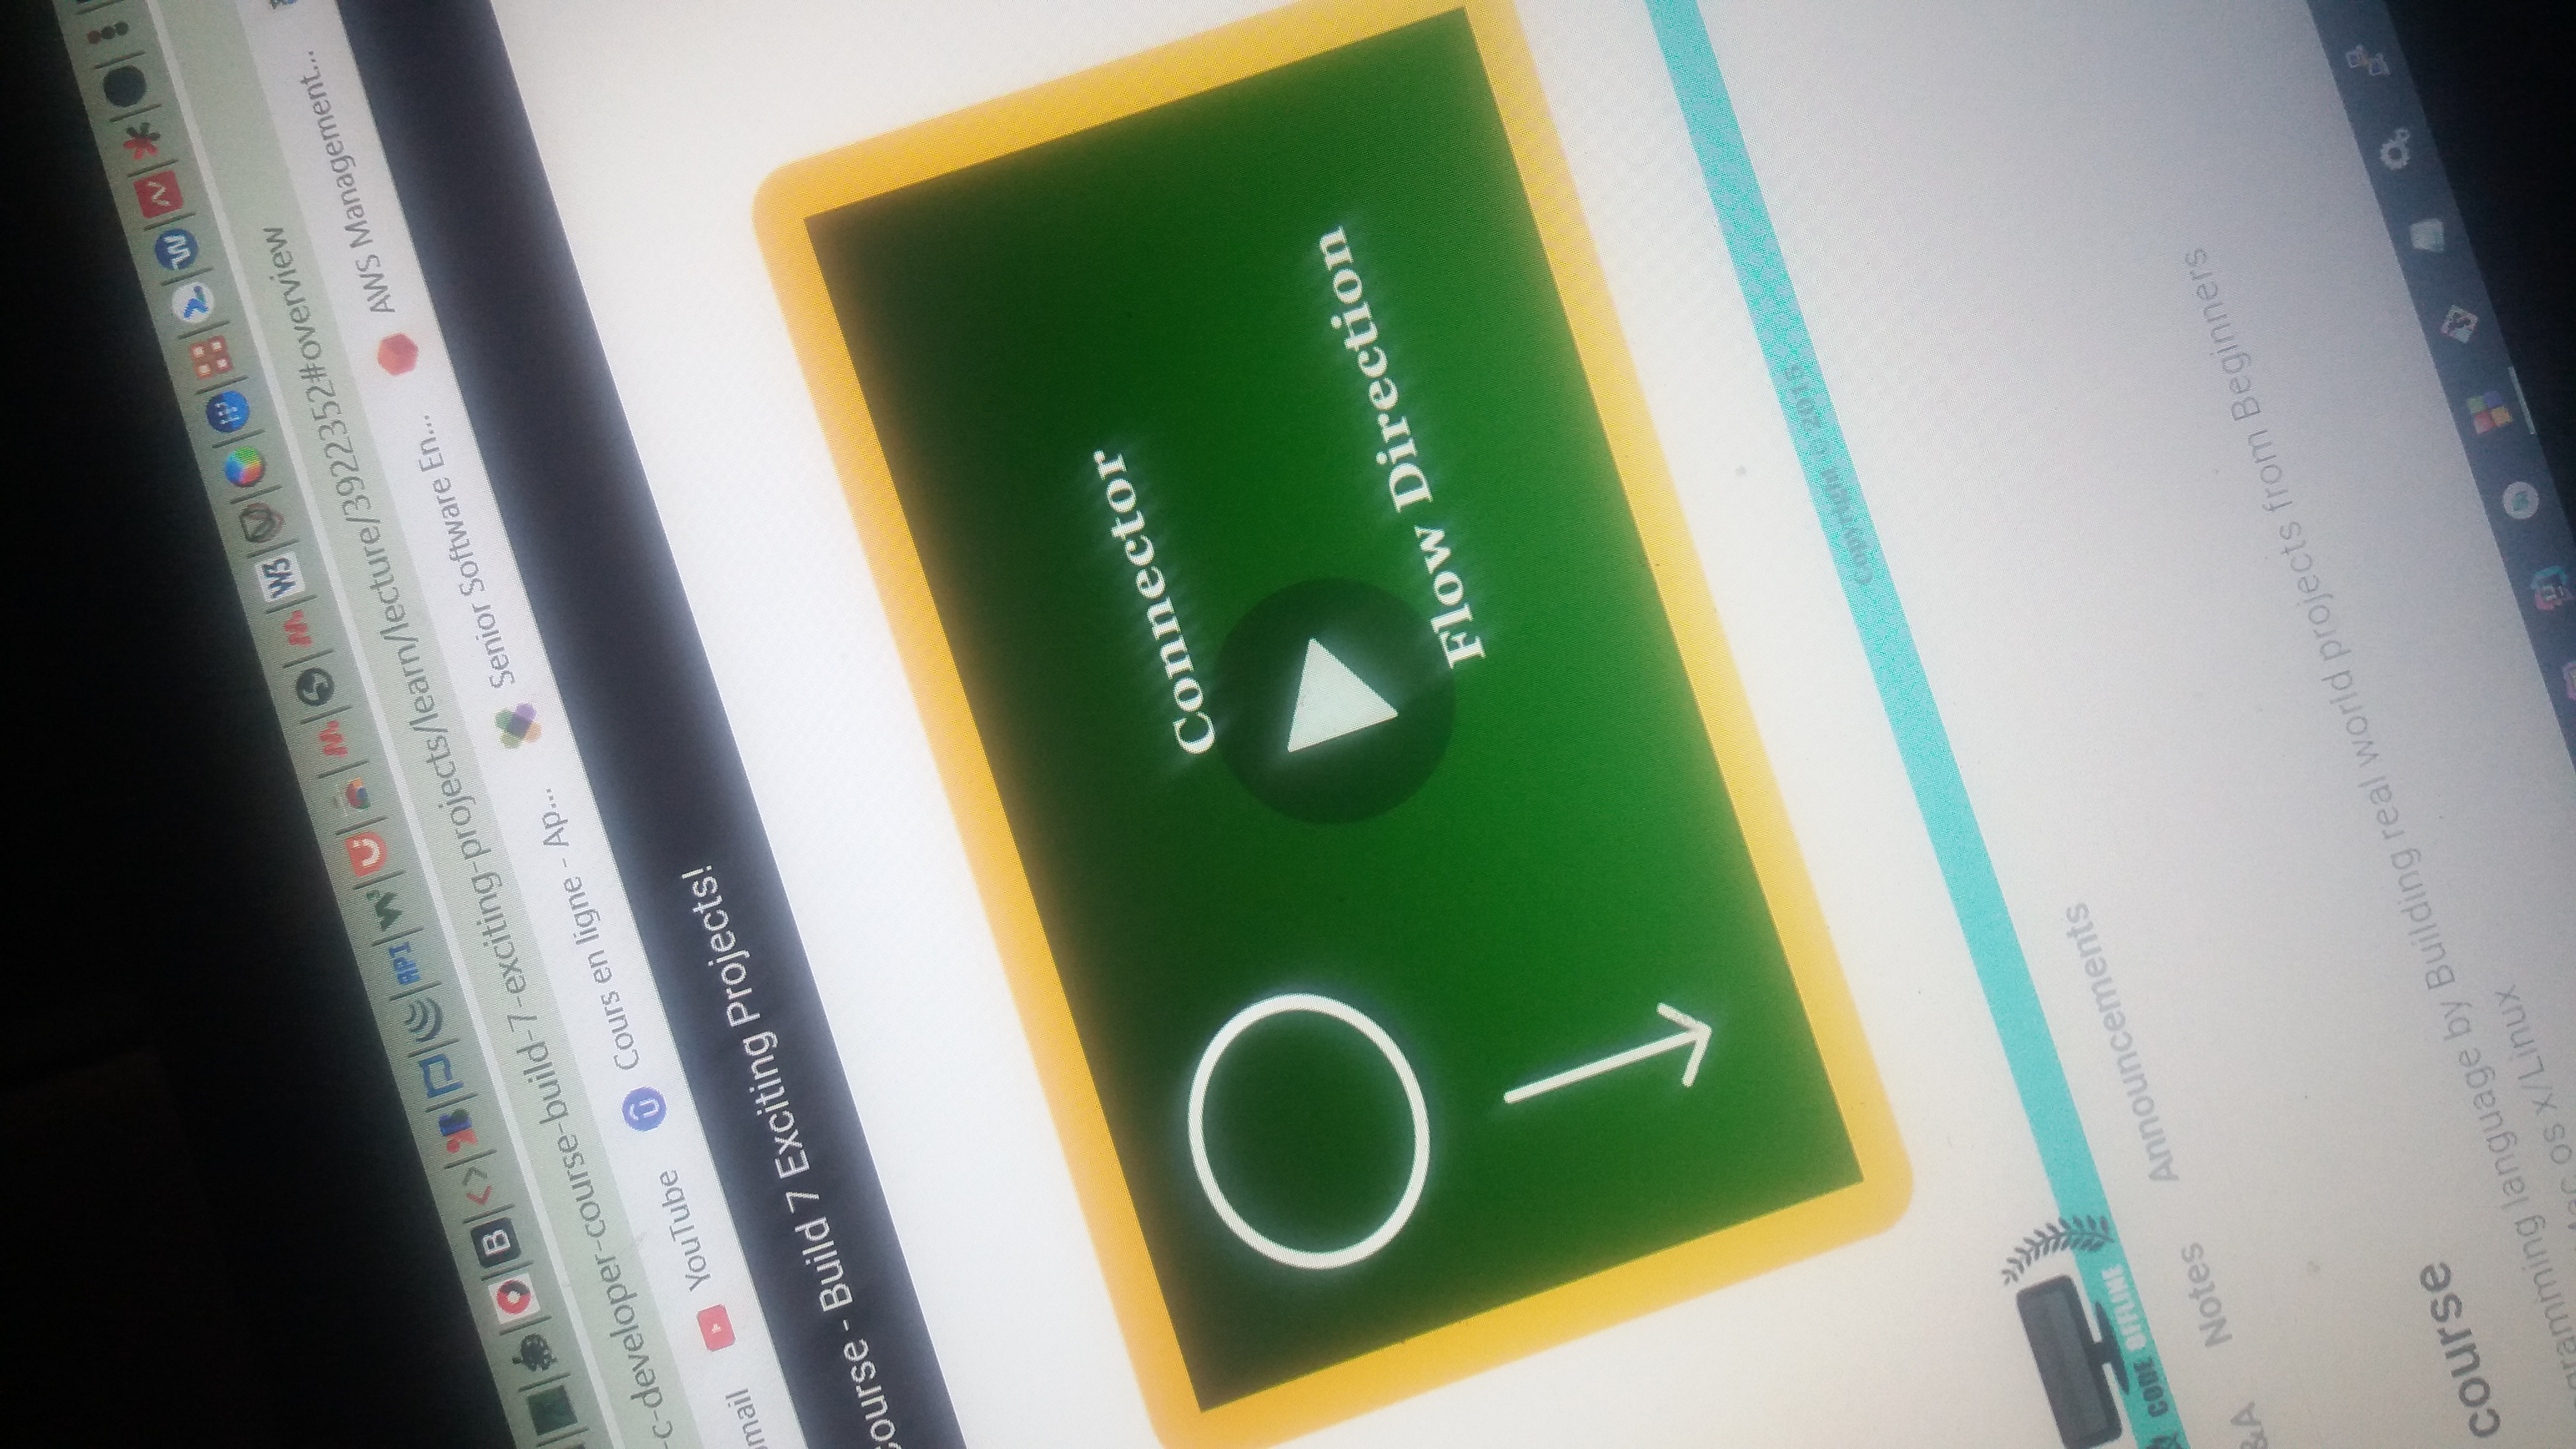 B
API
W3
-c-developer-course-build-7-exciting-projects/learn/lecture/3922352#overview
mail
YouTube
Cours en ligne - Ap...
Senior Software En...
AWS Management...
Course - Build 7 Exciting Projects!
Connector
Flow Direction
Copyright © 2015
CODE OFFLINE
&A
Notes
Announcements
course
gramming language by Building real world projects from Beginners
Mac os x/Linux